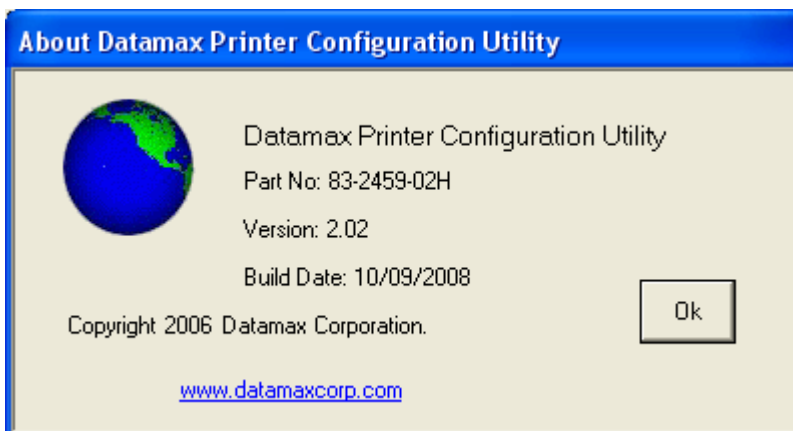 About Datamax Printer Configuration Utility
Datamax Printer Configuration Utility
Part No: 83-2459-02H
Version: 2.02
Build Date: 10/09/2008
Ok
Copyright 2006 Datamax Corporation.
www.datamaxcorp.com